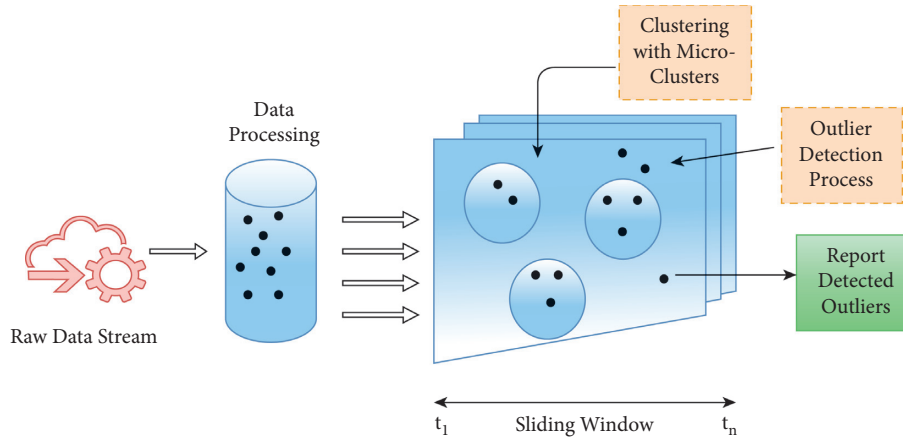 Clustering
with Micro-
Clusters
Data
Processing
Outlier
Detection
Process
Report
Detected
Outliers
Raw Data Stream
t1
Sliding Window
tn